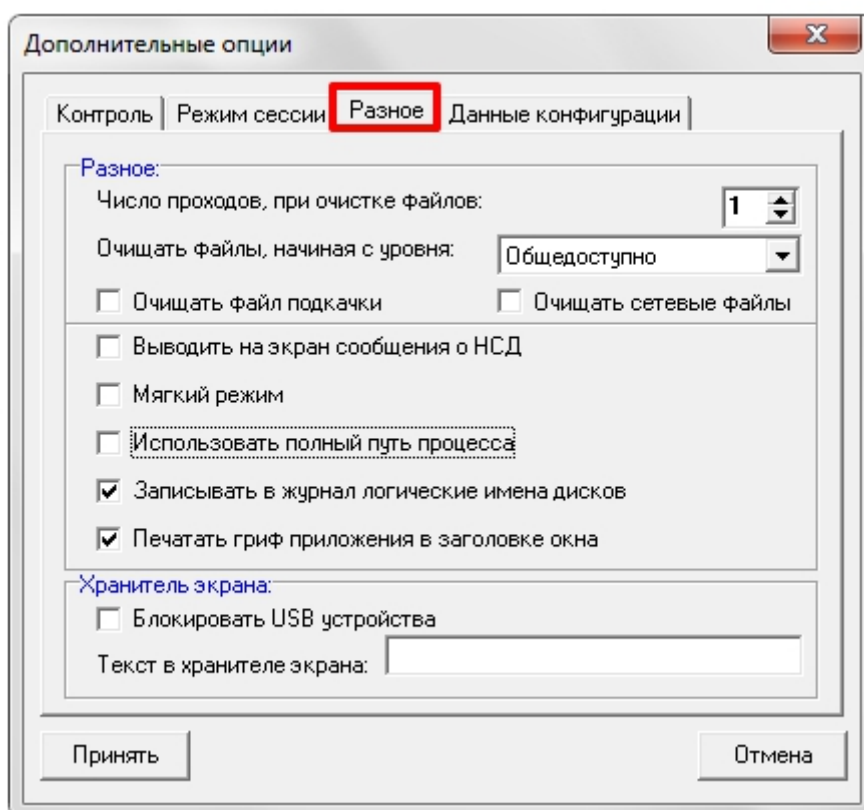 Дополнительные опции
Контроль Режим сессии Разное Данные конфигурации
Разное:
Число проходов, при очистке файлов: 1
Очищать файлы, начиная с уровня: Общедоступно
Очищать файл подкачки Очищать сетевые файлы
Выводить на экран сообщения о НСД
Мягкий режим
Использовать полный путь процесса
Записывать в журнал логические имена дисков
Печатать гриф приложения в заголовке окна
Хранитель экрана:
Блокировать USB устройства
Текст в хранителе экрана:
Принять Отмена